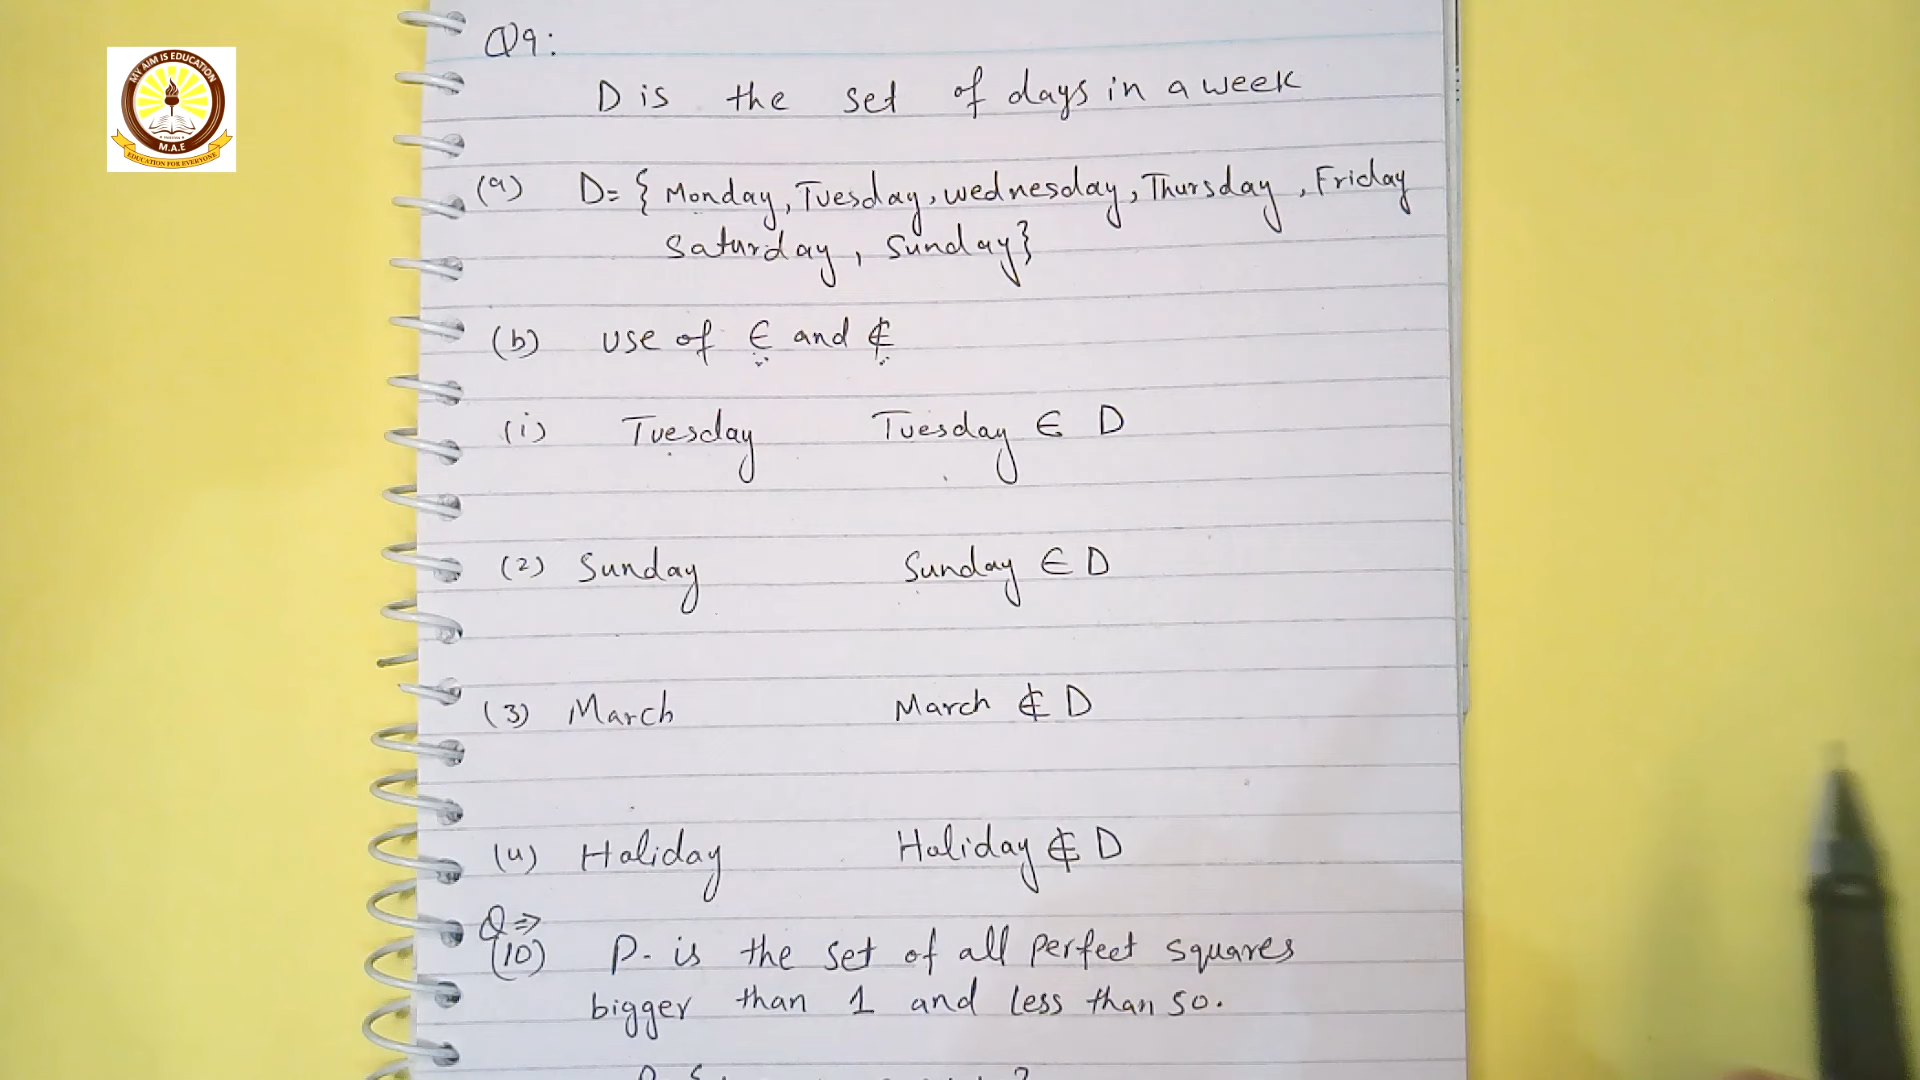 MY AIM IS EDUCATION
M.A.E
EDUCATION FOR EVERYONE
Q9:
D is the set of days in a week
(a) D= { Monday, Tuesday, wednesday, Thursday, Friday
Saturday, Sunday}
(b) use of ∈ and ∉
(i) Tuesday Tuesday ∈ D
(2) Sunday Sunday ∈ D
(3) March March ∉ D
(4) Holiday Holiday ∉ D
Q⇒
(10) P. is the set of all perfect squares
bigger than 1 and less than 50.